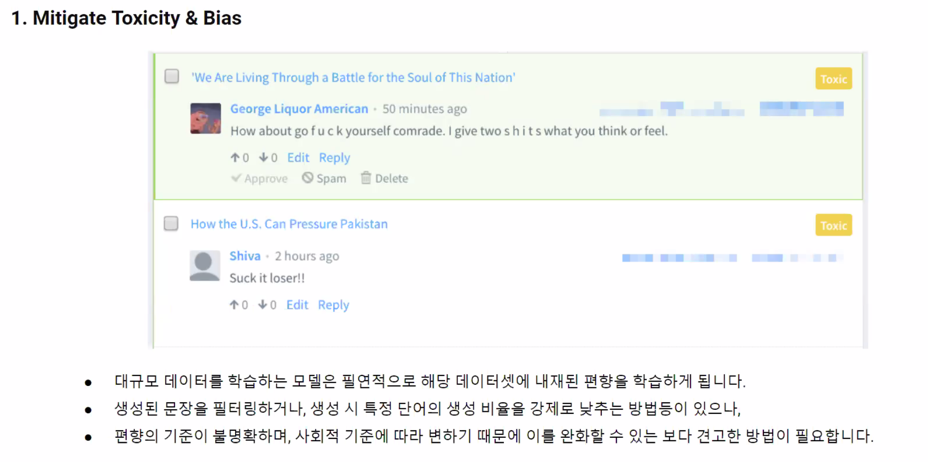 1. Mitigate Toxicity & Bias
'We Are Living Through a Battle for the Soul of This Nation'
Toxic
George Liquor American • 50 minutes ago
How about go f u c k yourself comrade. I give two s h i t s what you think or feel.
↑ 0 ↓ 0 Edit Reply
Approve Spam Delete
How the U.S. Can Pressure Pakistan
Toxic
Shiva • 2 hours ago
Suck it loser!!
↑ 0 ↓ 0 Edit Reply
● 대규모 데이터를 학습하는 모델은 필연적으로 해당 데이터셋에 내재된 편향을 학습하게 됩니다.
● 생성된 문장을 필터링하거나, 생성 시 특정 단어의 생성 비율을 강제로 낮추는 방법등이 있으나,
● 편향의 기준이 불명확하며, 사회적 기준에 따라 변하기 때문에 이를 완화할 수 있는 보다 견고한 방법이 필요합니다.